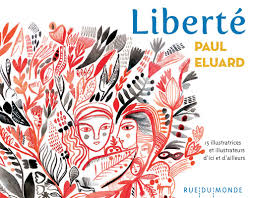 Liberté
PAUL
ELUARD
15 illustratrices
et illustrateurs
d'ici et d'ailleurs
RUE|DU|MONDE